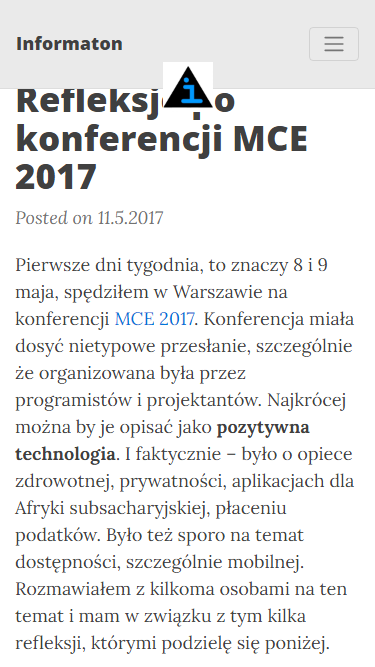 Informaton
i
Refleksje po
konferencji MCE
2017
Posted on 11.5.2017
Pierwsze dni tygodnia, to znaczy 8 i 9
maja, spędziłem w Warszawie na
konferencji MCE 2017. Konferencja miała
dosyć nietypowe przesłanie, szczególnie
że organizowana była przez
programistów i projektantów. Najkrócej
można by je opisać jako pozytywna
technologia. I faktycznie – było o opiece
zdrowotnej, prywatności, aplikacjach dla
Afryki subsacharyjskiej, płaceniu
podatków. Było też sporo na temat
dostępności, szczególnie mobilnej.
Rozmawiałem z kilkoma osobami na ten
temat i mam w związku z tym kilka
refleksji, którymi podzielę się poniżej.